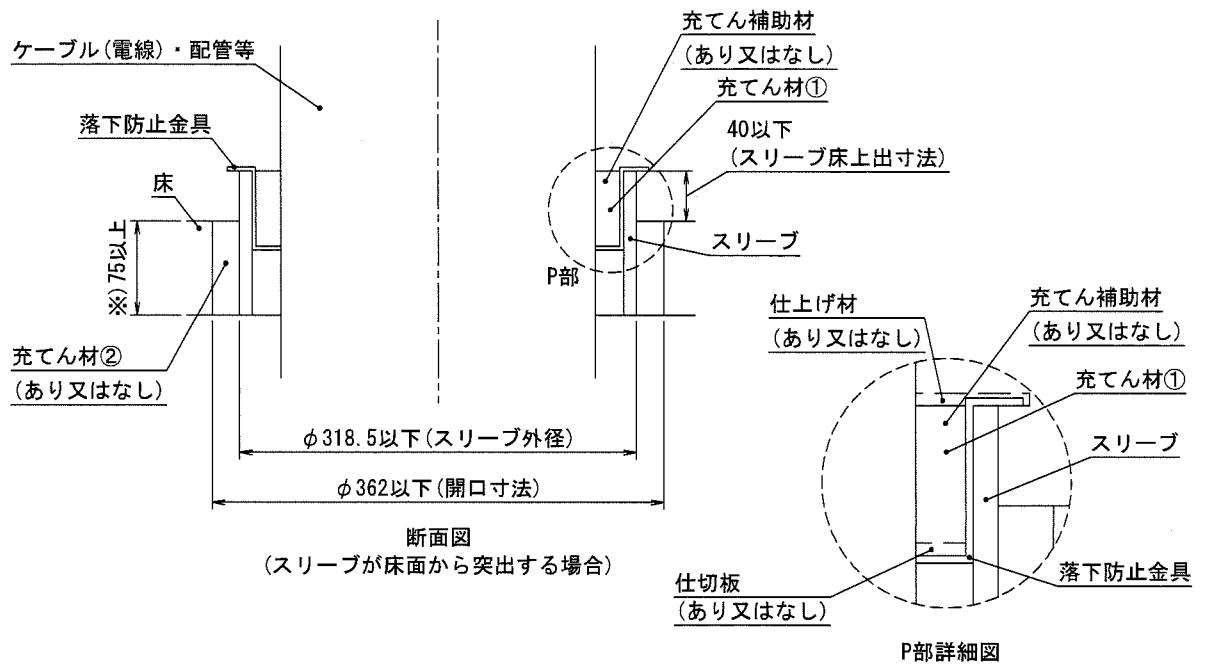 充てん補助材
(あり又はなし)
ケーブル(電線)・配管等
充てん材①
落下防止金具
40以下
(スリーブ床上出寸法)
床
スリーブ
※)75以上
P部
仕上げ材
(あり又はなし)
充てん補助材
(あり又はなし)
充てん材②
(あり又はなし)
充てん材①
φ318.5以下(スリーブ外径)
スリーブ
φ362以下(開口寸法)
断面図
(スリーブが床面から突出する場合)
仕切板
(あり又はなし)
落下防止金具
P部詳細図